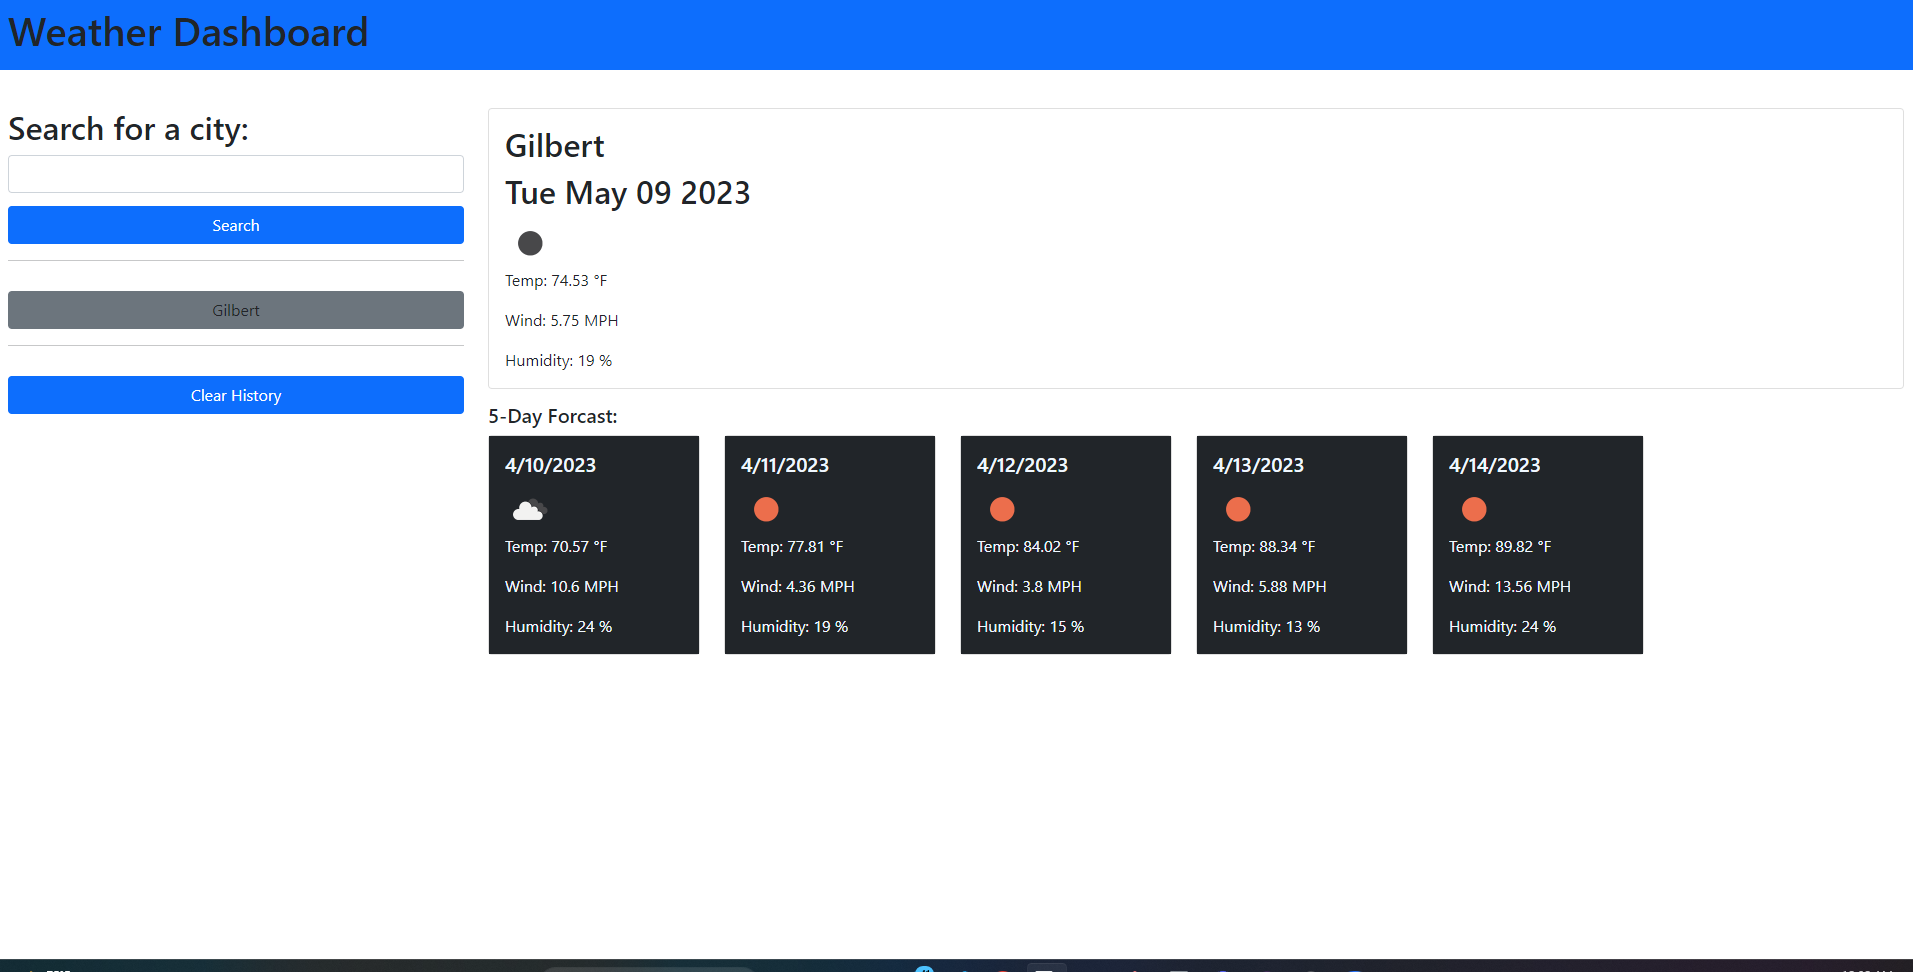 Weather Dashboard
Search for a city:
Search
Gilbert
Clear History
Gilbert
Tue May 09 2023
Temp: 74.53 °F
Wind: 5.75 MPH
Humidity: 19 %
5-Day Forcast:
4/10/2023
Temp: 70.57 °F
Wind: 10.6 MPH
Humidity: 24 %
4/11/2023
Temp: 77.81 °F
Wind: 4.36 MPH
Humidity: 19 %
4/12/2023
Temp: 84.02 °F
Wind: 3.8 MPH
Humidity: 15 %
4/13/2023
Temp: 88.34 °F
Wind: 5.88 MPH
Humidity: 13 %
4/14/2023
Temp: 89.82 °F
Wind: 13.56 MPH
Humidity: 24 %